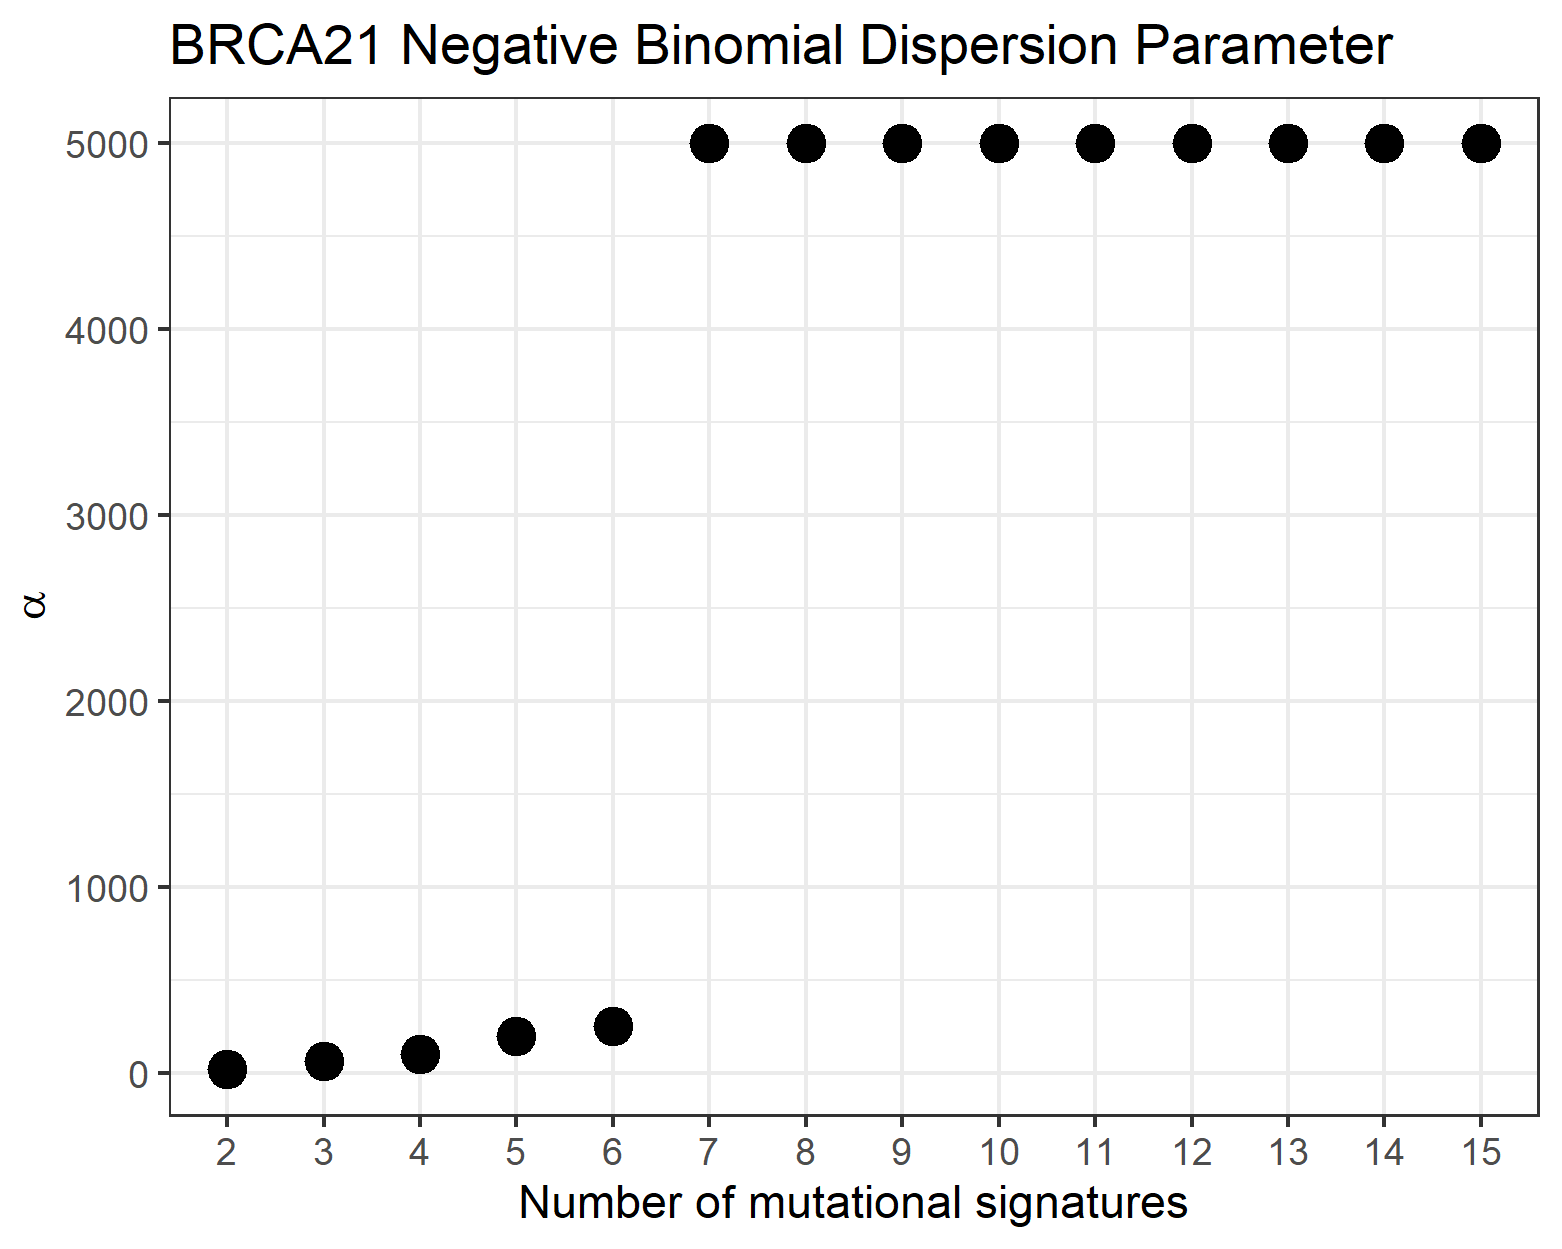 BRCA21 Negative Binomial Dispersion Parameter
5000
4000
3000
2000
1000
0
α
2 3 4 5 6 7 8 9 10 11 12 13 14 15
Number of mutational signatures